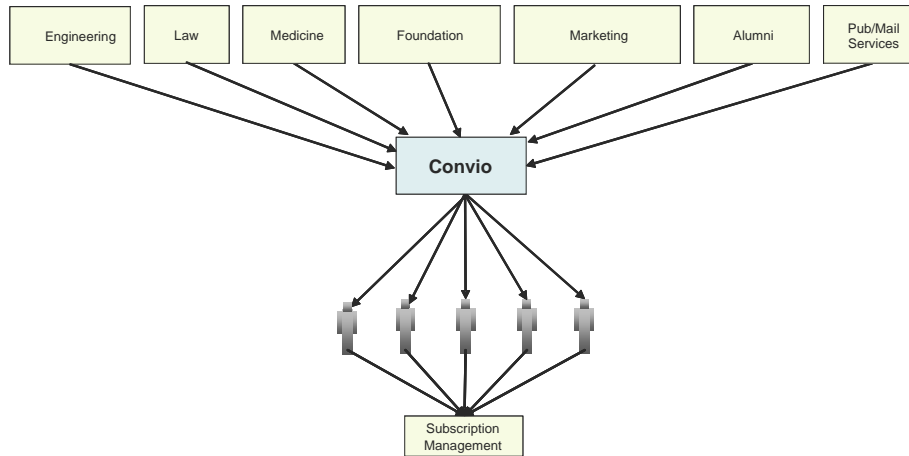 Engineering
Law
Medicine
Foundation
Marketing
Alumni
Pub/Mail
Services
Convio
Subscription
Management